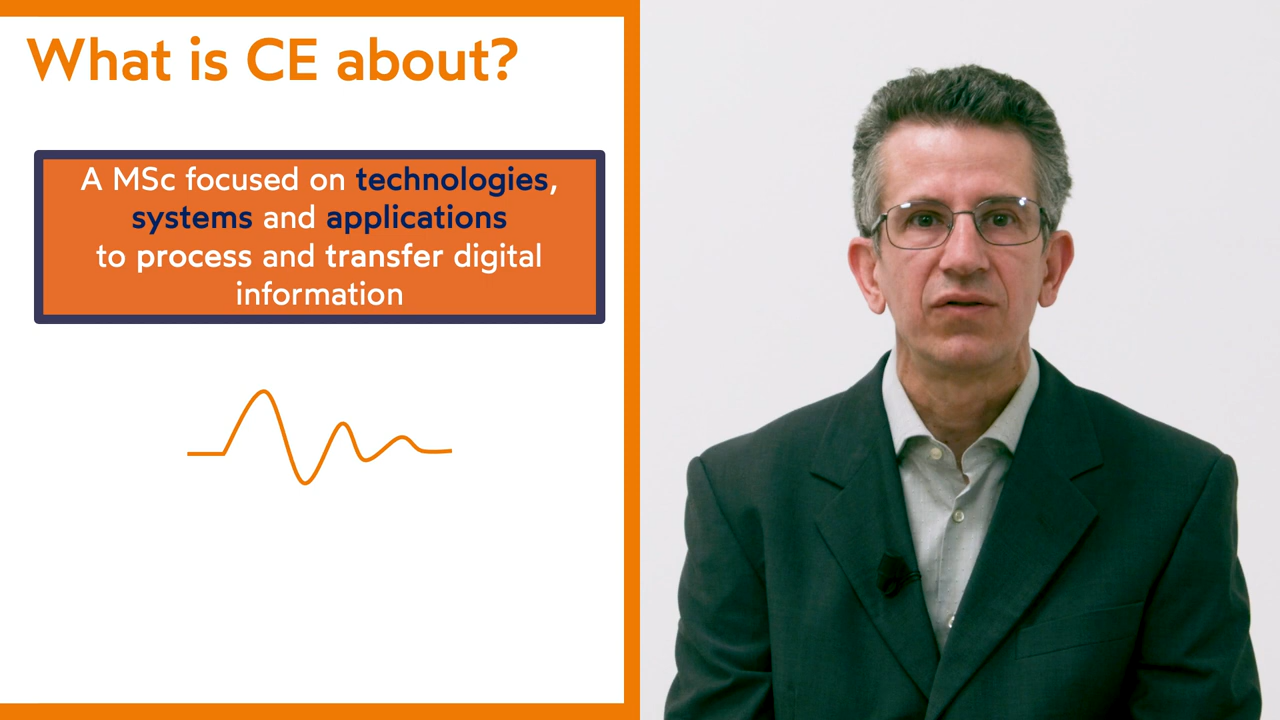 What is CE about?
A MSc focused on technologies,
systems and applications
to process and transfer digital
information